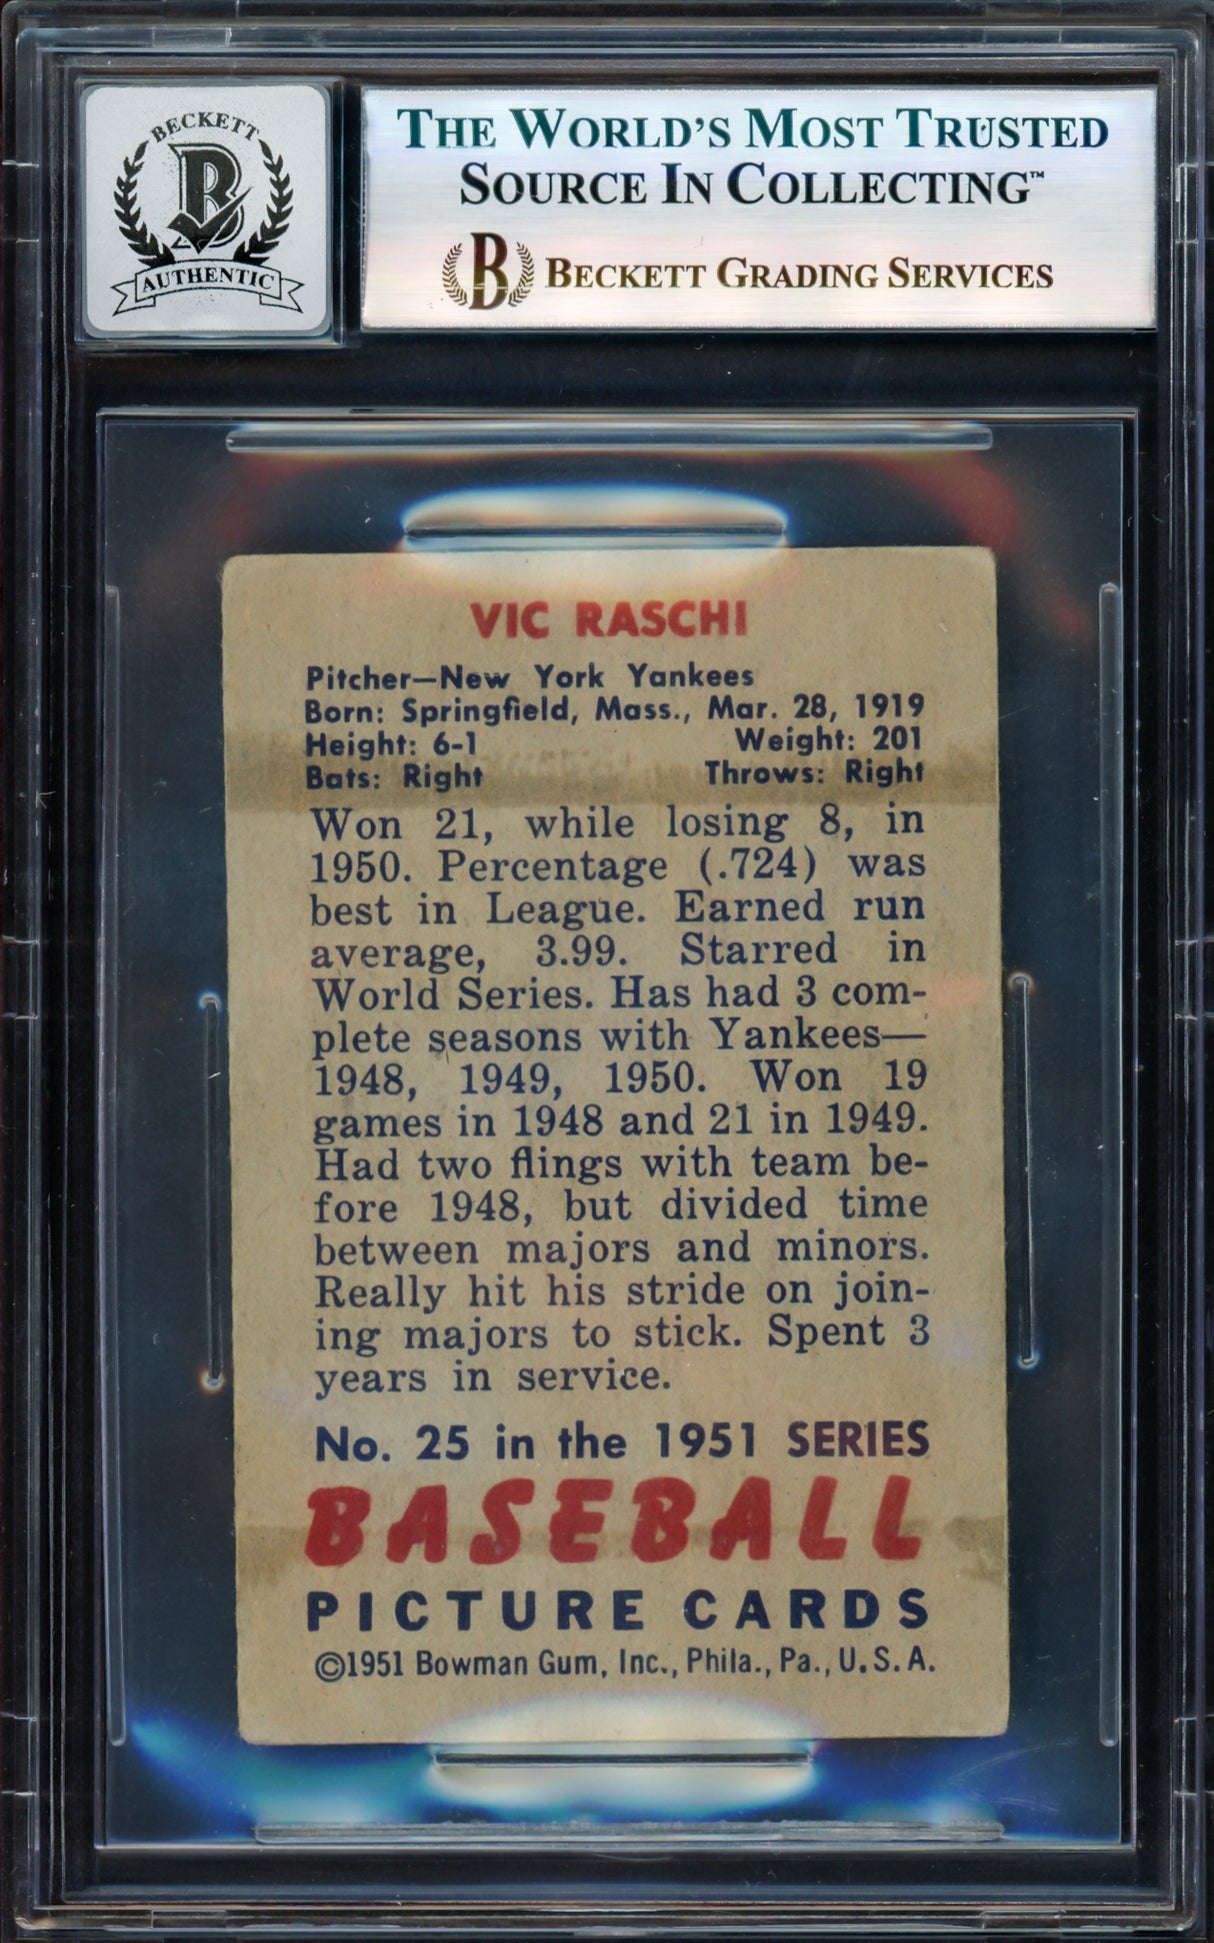 BECKETT
B
AUTHENTIC
THE WORLD'S MOST TRUSTED
SOURCE IN COLLECTING™
B BECKETT GRADING SERVICES
VIC RASCHI
Pitcher—New York Yankees
Born: Springfield, Mass., Mar. 28, 1919
Height: 6-1 Weight: 201
Bats: Right Throws: Right
Won 21, while losing 8, in
1950. Percentage (.724) was
best in League. Earned run
average, 3.99. Starred in
World Series. Has had 3 com-
plete seasons with Yankees—
1948, 1949, 1950. Won 19
games in 1948 and 21 in 1949.
Had two flings with team be-
fore 1948, but divided time
between majors and minors.
Really hit his stride on join-
ing majors to stick. Spent 3
years in service.
No. 25 in the 1951 SERIES
BASEBALL
PICTURE CARDS
©1951 Bowman Gum, Inc., Phila., Pa., U.S.A.